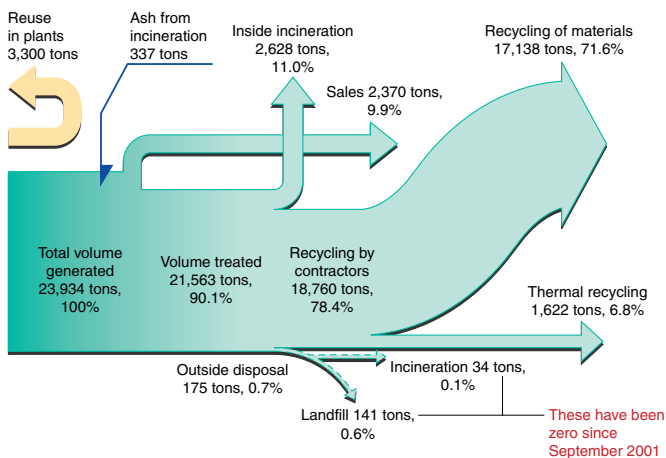 Reuse
in plants
3,300 tons
Ash from
incineration
337 tons
Inside incineration
2,628 tons,
11.0%
Sales 2,370 tons,
9.9%
Recycling of materials
17,138 tons, 71.6%
Total volume
generated
23,934 tons,
100%
Volume treated
21,563 tons,
90.1%
Recycling by
contractors
18,760 tons,
78.4%
Thermal recycling
1,622 tons, 6.8%
Outside disposal
175 tons, 0.7%
Incineration 34 tons,
0.1%
Landfill 141 tons,
0.6%
These have been
zero since
September 2001